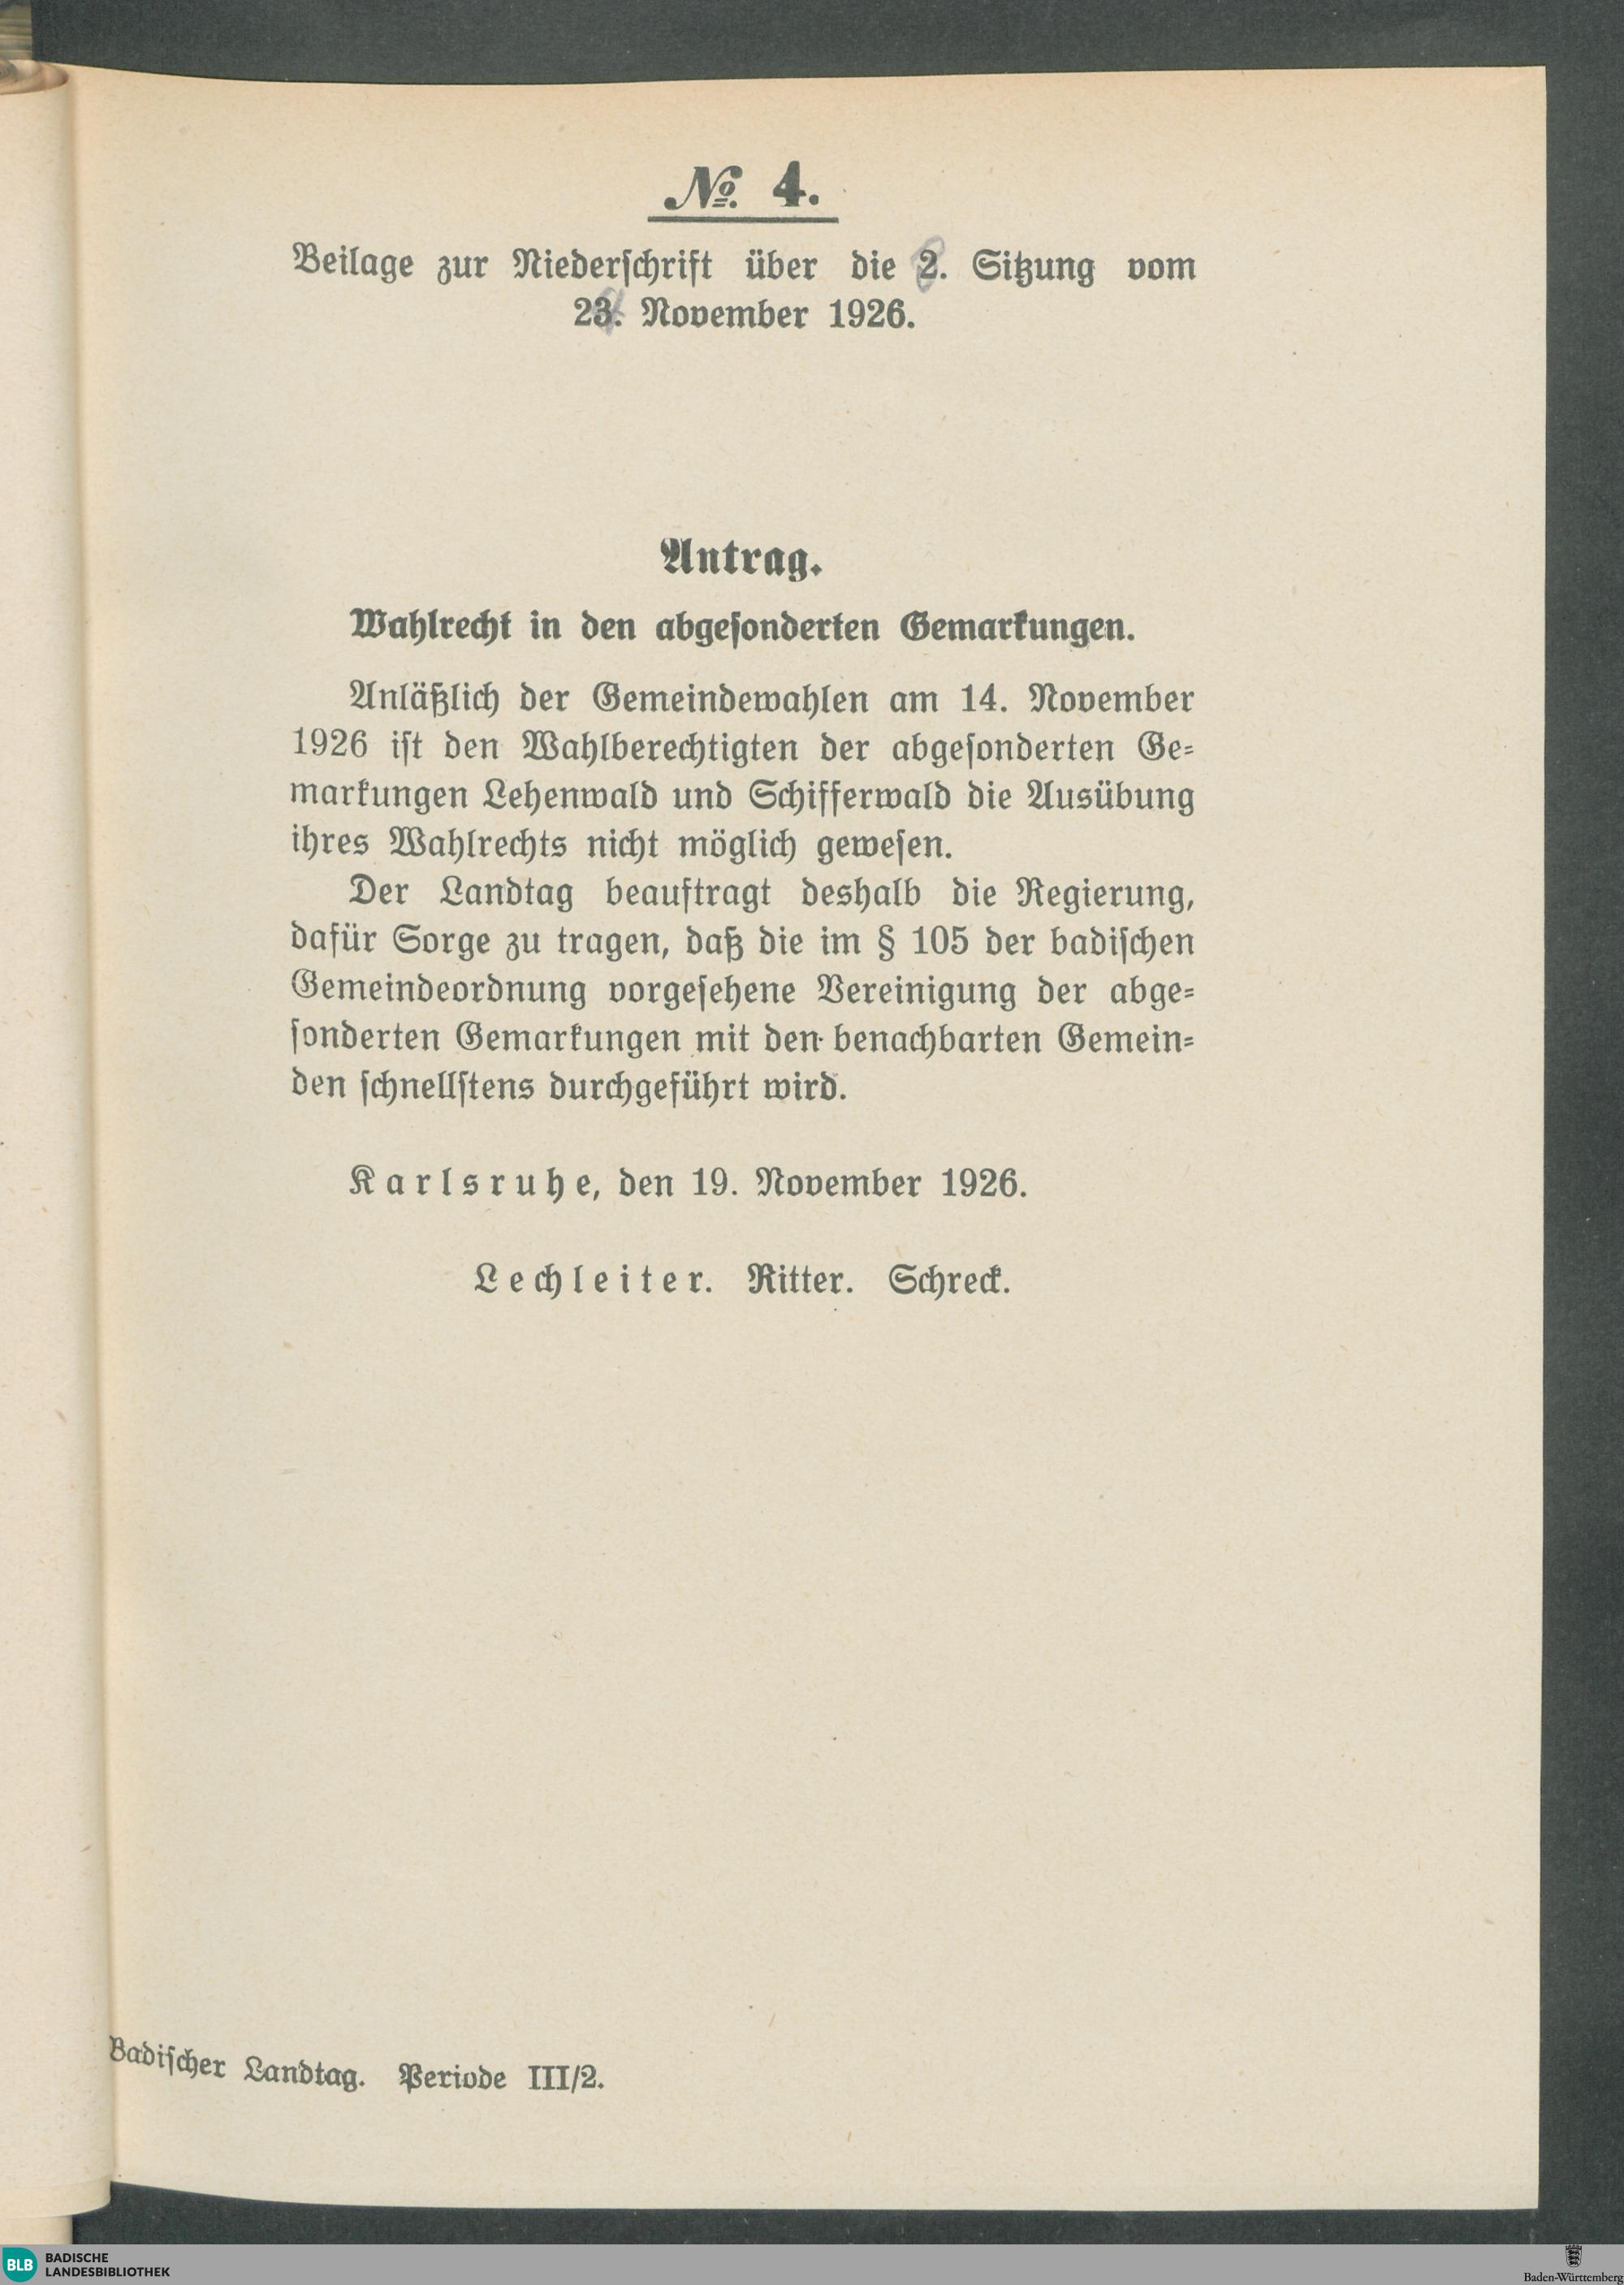 № 4.
Beilage zur Niederschrift über die 2. Sitzung vom
23. November 1926.
Antrag.
Wahlrecht in den abgesonderten Gemarkungen.
Anläßlich der Gemeindewahlen am 14. November
1926 ist den Wahlberechtigten der abgesonderten Ge-
markungen Lehenwald und Schifferwald die Ausübung
ihres Wahlrechts nicht möglich gewesen.
Der Landtag beauftragt deshalb die Regierung,
dafür Sorge zu tragen, daß die im § 105 der badischen
Gemeindeordnung vorgesehene Vereinigung der abge-
sonderten Gemarkungen mit den benachbarten Gemein-
den schnellstens durchgeführt wird.
Karlsruhe, den 19. November 1926.
Lechleiter. Ritter. Schreck.
Badischer Landtag. Periode III/2.
BLB BADISCHE
LANDESBIBLIOTHEK
Baden-Württemberg